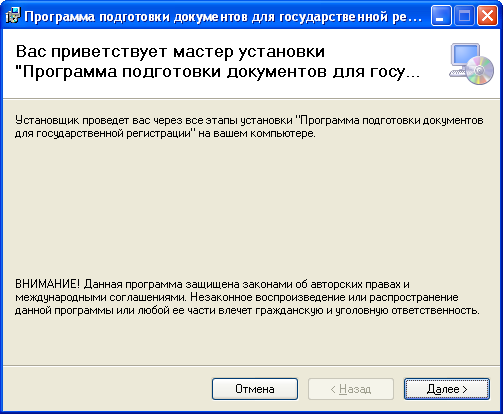 Программа подготовки документов для государственной ре...
Вас приветствует мастер установки
"Программа подготовки документов для госу...
Установщик проведет вас через все этапы установки "Программа подготовки документов
для государственной регистрации" на вашем компьютере.
ВНИМАНИЕ! Данная программа защищена законами об авторских правах и
международными соглашениями. Незаконное воспроизведение или распространение
данной программы или любой ее части влечет гражданскую и уголовную ответственность.
Отмена
< Назад
Далее >